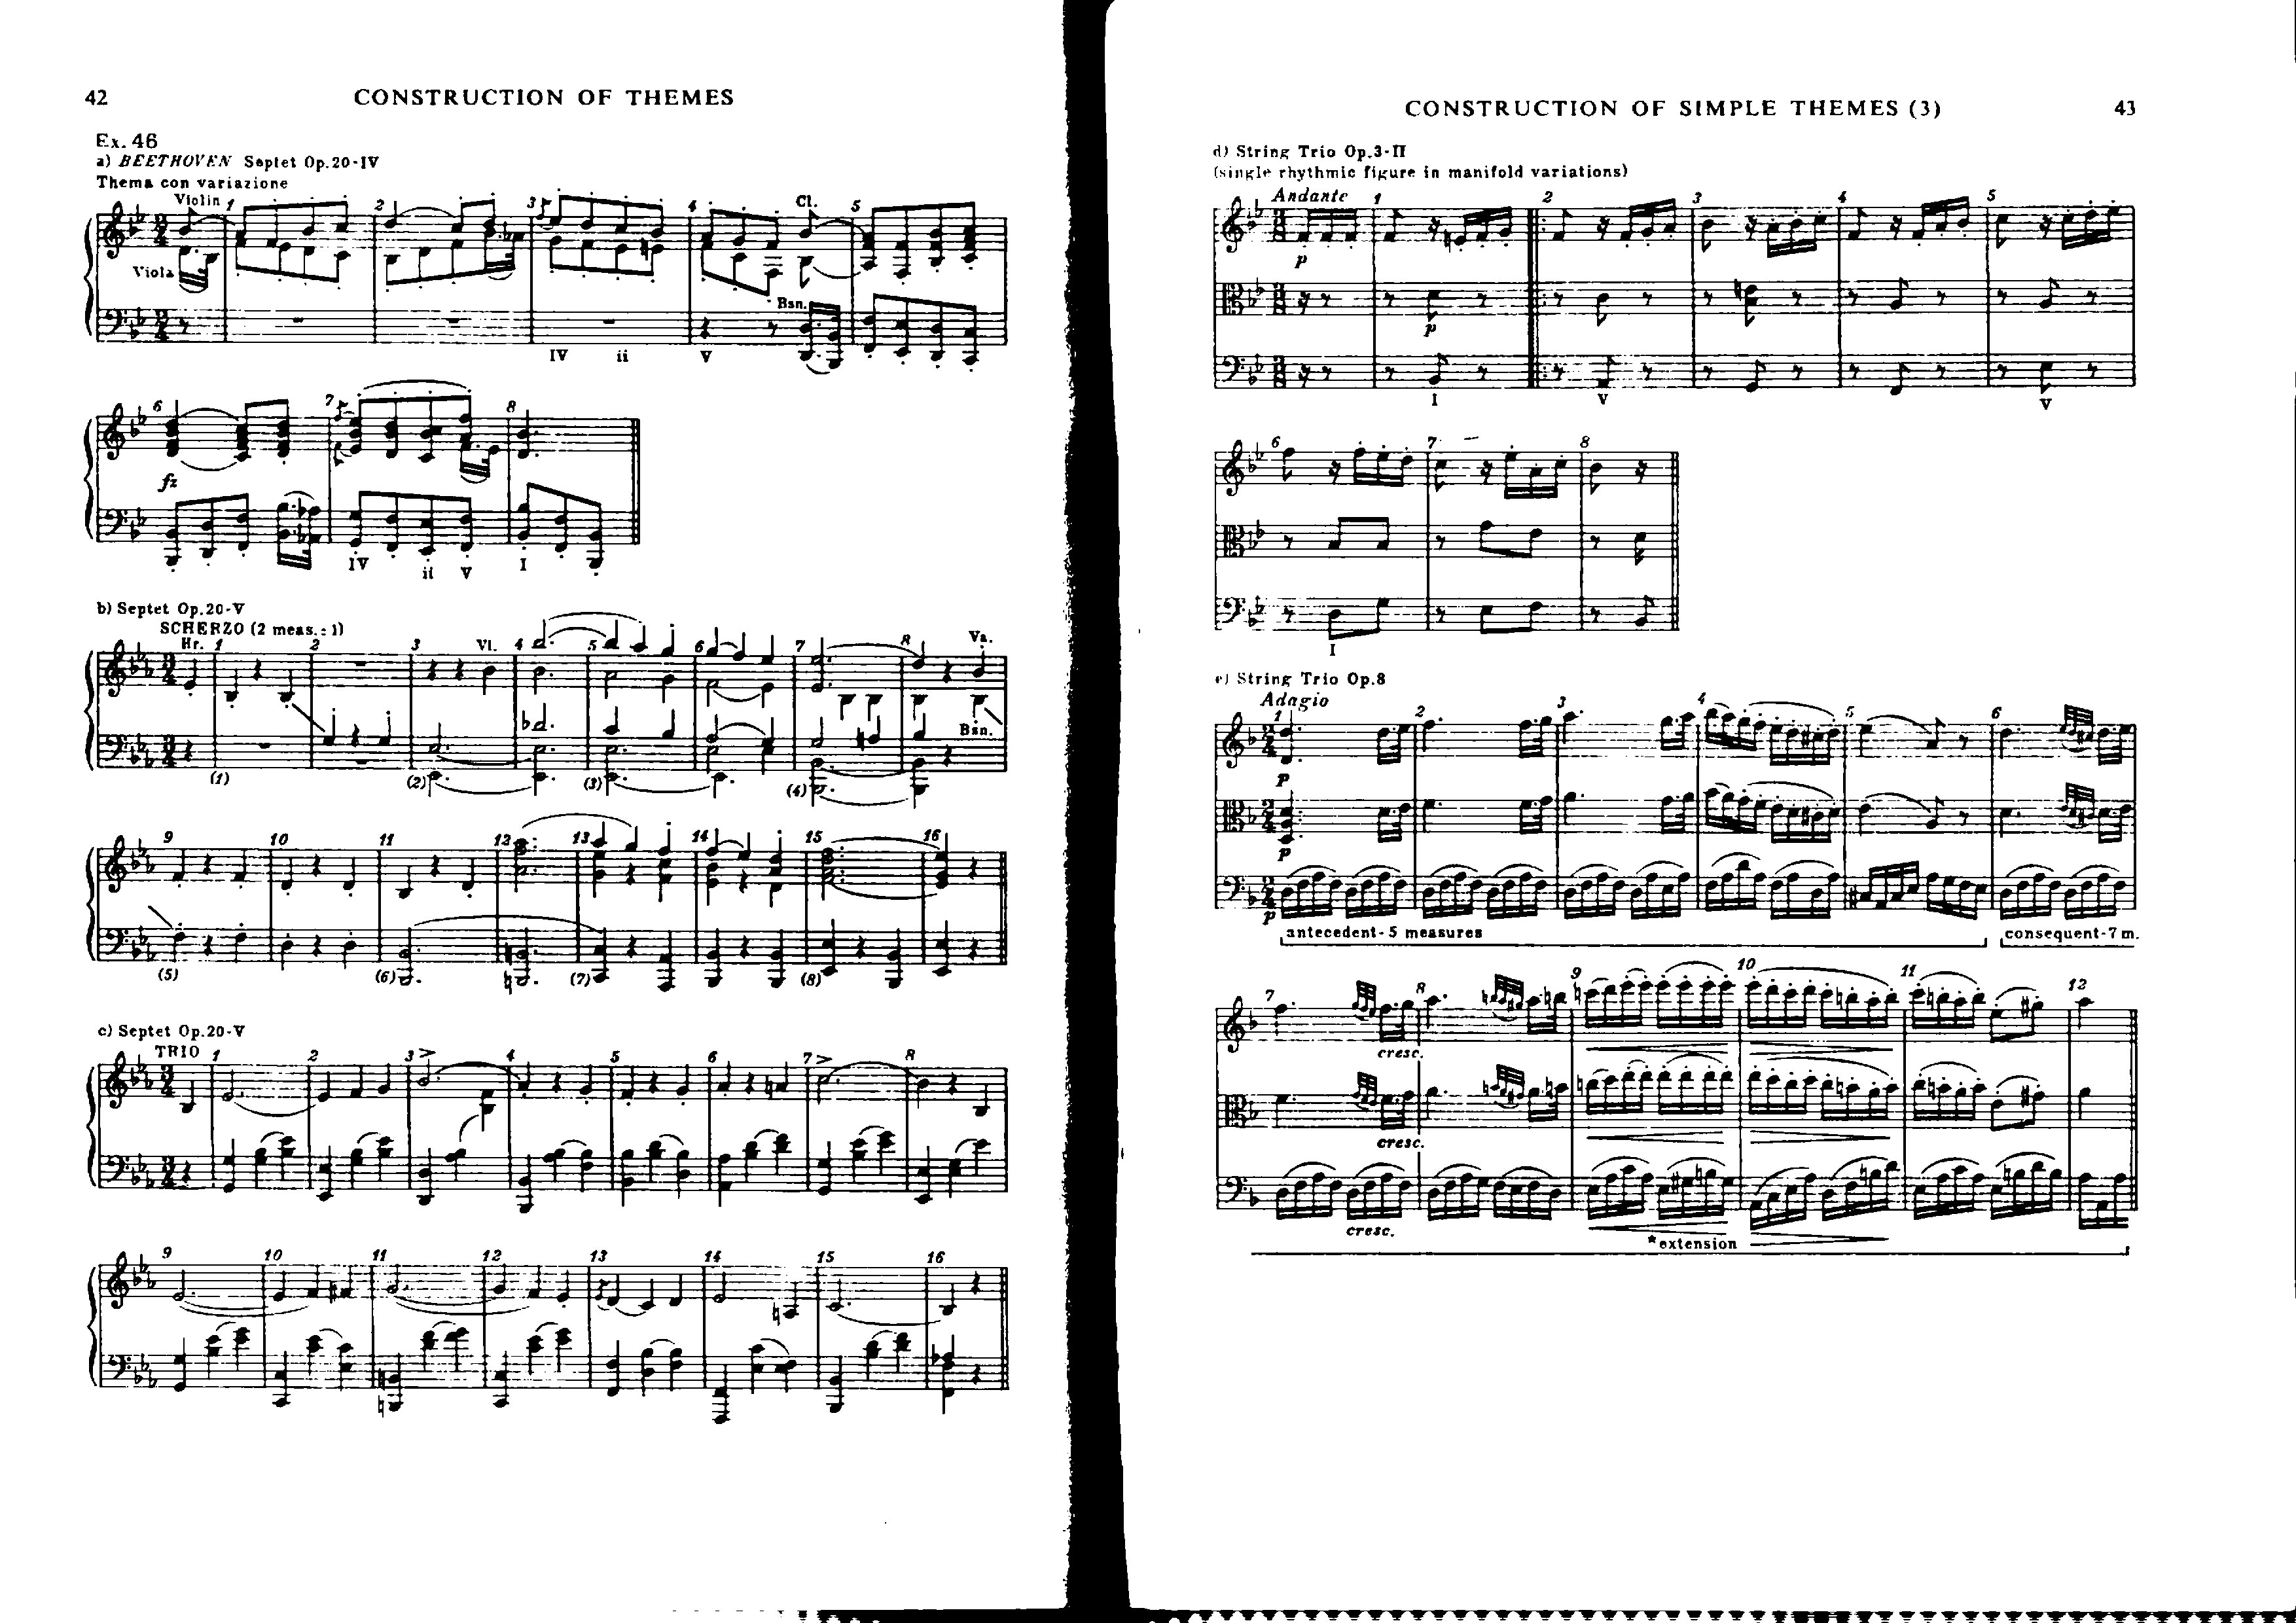 42 CONSTRUCTION OF THEMES
Ex. 46
a) BEETHOVEN Septet Op.20-IV
Thema con variazione
Violin 1 2 3 4 Cl. 5
Viola
Bsn.
IV ii V
6 7 8
fz
IV ii V I
b) Septet Op.20-V
SCHERZO (2 meas.=1)
Hr. 1 2 3 Vl. 4 5 6 7 8 Va.
Bsn.
(1) (2) (3) (4)
9 10 11 12 13 14 15 16
(5) (6) (7) (8)
c) Septet Op.20-V
TRIO 1 2 3 4 5 6 7 8
9 10 11 12 13 14 15 16
CONSTRUCTION OF SIMPLE THEMES (3) 43
d) String Trio Op.3-II
(single rhythmic figure in manifold variations)
Andante 1 2 3 4 5
p
p
I V V
6 7 8
I
e) String Trio Op.8
Adagio
1 2 3 4 5 6
p
p
p
antecedent-5 measures consequent-7 m.
7 8 9 10 11 12
cresc.
cresc.
cresc.
*extension